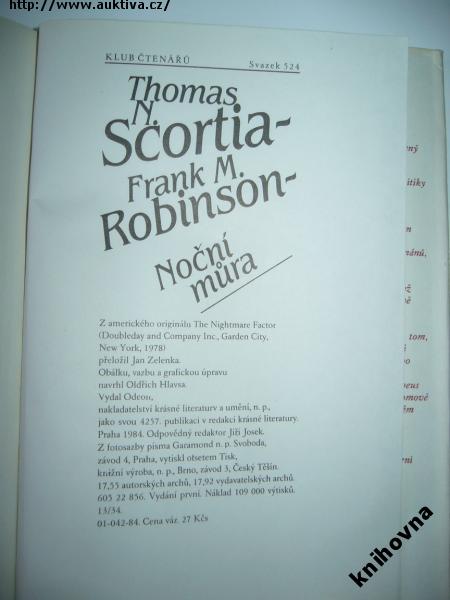 http://www.auktiva.cz/
KLUB ČTENÁŘŮ Svazek 524
Thomas
N.
Scortia-
Frank M.
Robinson-
Noční
můra
Z amerického originálu The Nightmare Factor
(Doubleday and Company Inc., Garden City,
New York, 1978)
přeložil Jan Zelenka.
Obálku, vazbu a grafickou úpravu
navrhl Oldřich Hlavsa.
Vydal Odeon,
nakladatelství krásné literatury a umění, n. p.,
jako svou 4257. publikaci v redakci krásné literatury.
Praha 1984. Odpovědný redaktor Jiří Josek.
Z fotosazby písma Garamond n. p. Svoboda,
závod 4, Praha, vytiskl ofsetem Tisk,
knižní výroba, n. p., Brno, závod 3, Český Těšín.
17,55 autorských archů, 17,92 vydavatelských archů.
605 22 856. Vydání první. Náklad 109 000 výtisků.
13/34.
01-042-84. Cena váz. 27 Kčs
tom,
knihovna